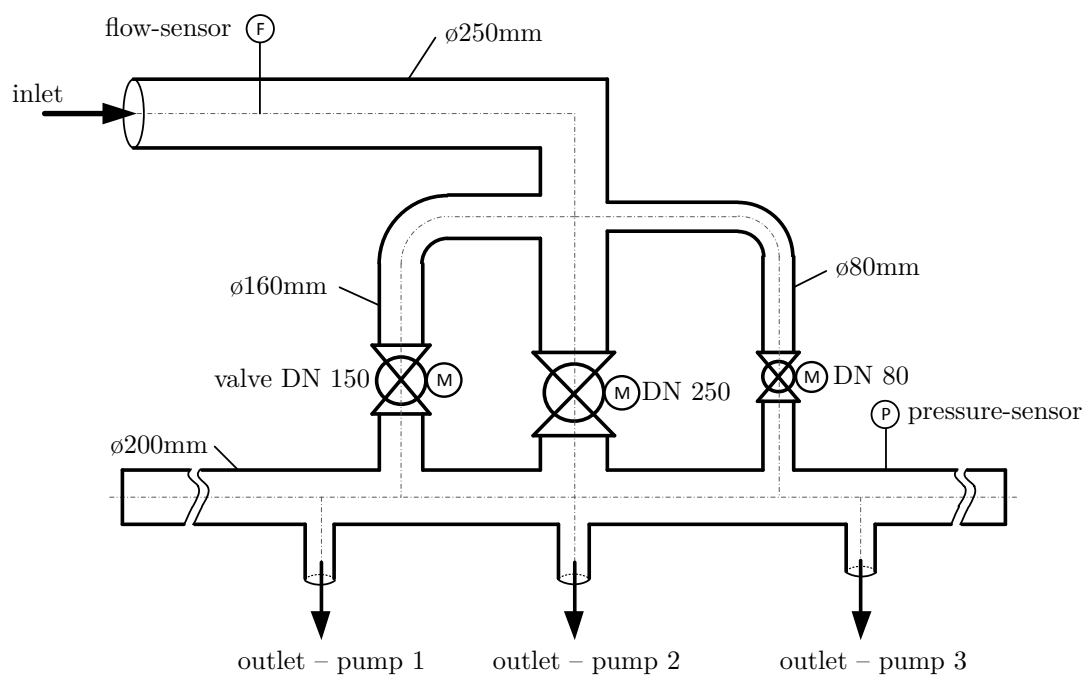 flow-sensor F
ø250mm
inlet
ø160mm
ø80mm
valve DN 150 M
M DN 250
M DN 80
P pressure-sensor
ø200mm
outlet – pump 1
outlet – pump 2
outlet – pump 3